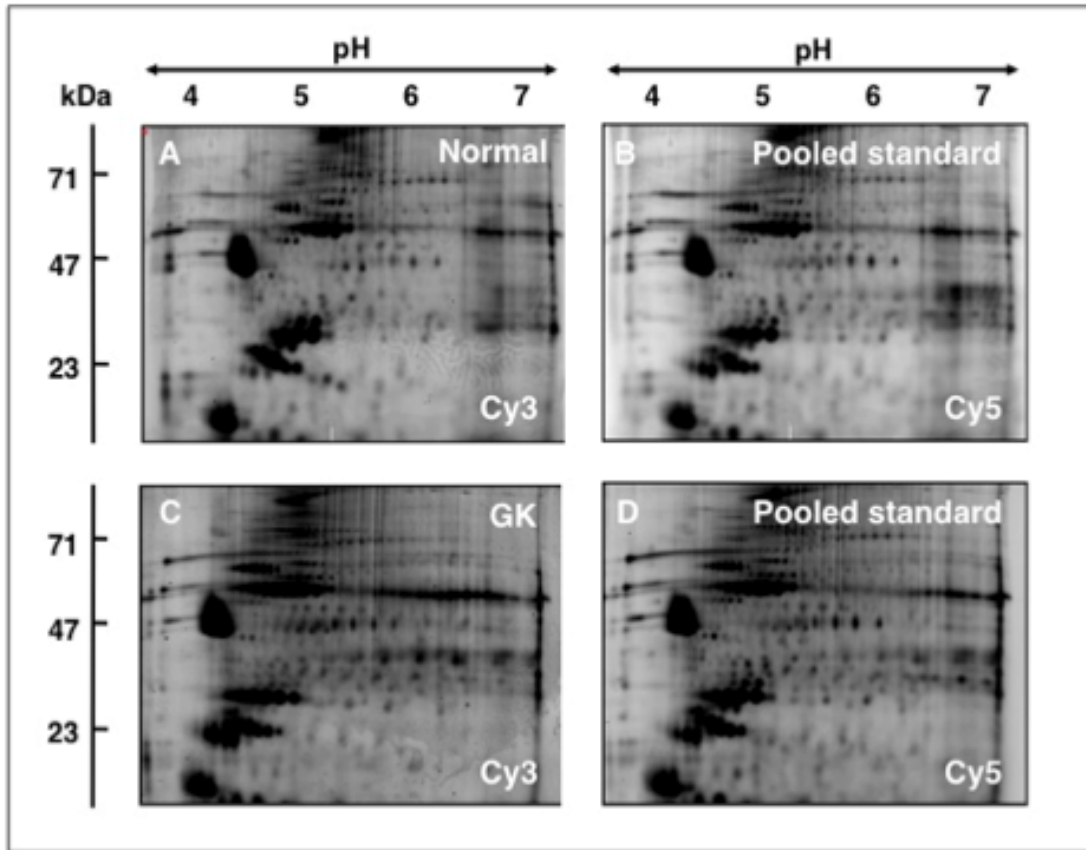 pH pH
kDa 4 5 6 7 4 5 6 7
A Normal B Pooled standard
71
47
23
Cy3 Cy5
C GK D Pooled standard
71
47
23
Cy3 Cy5